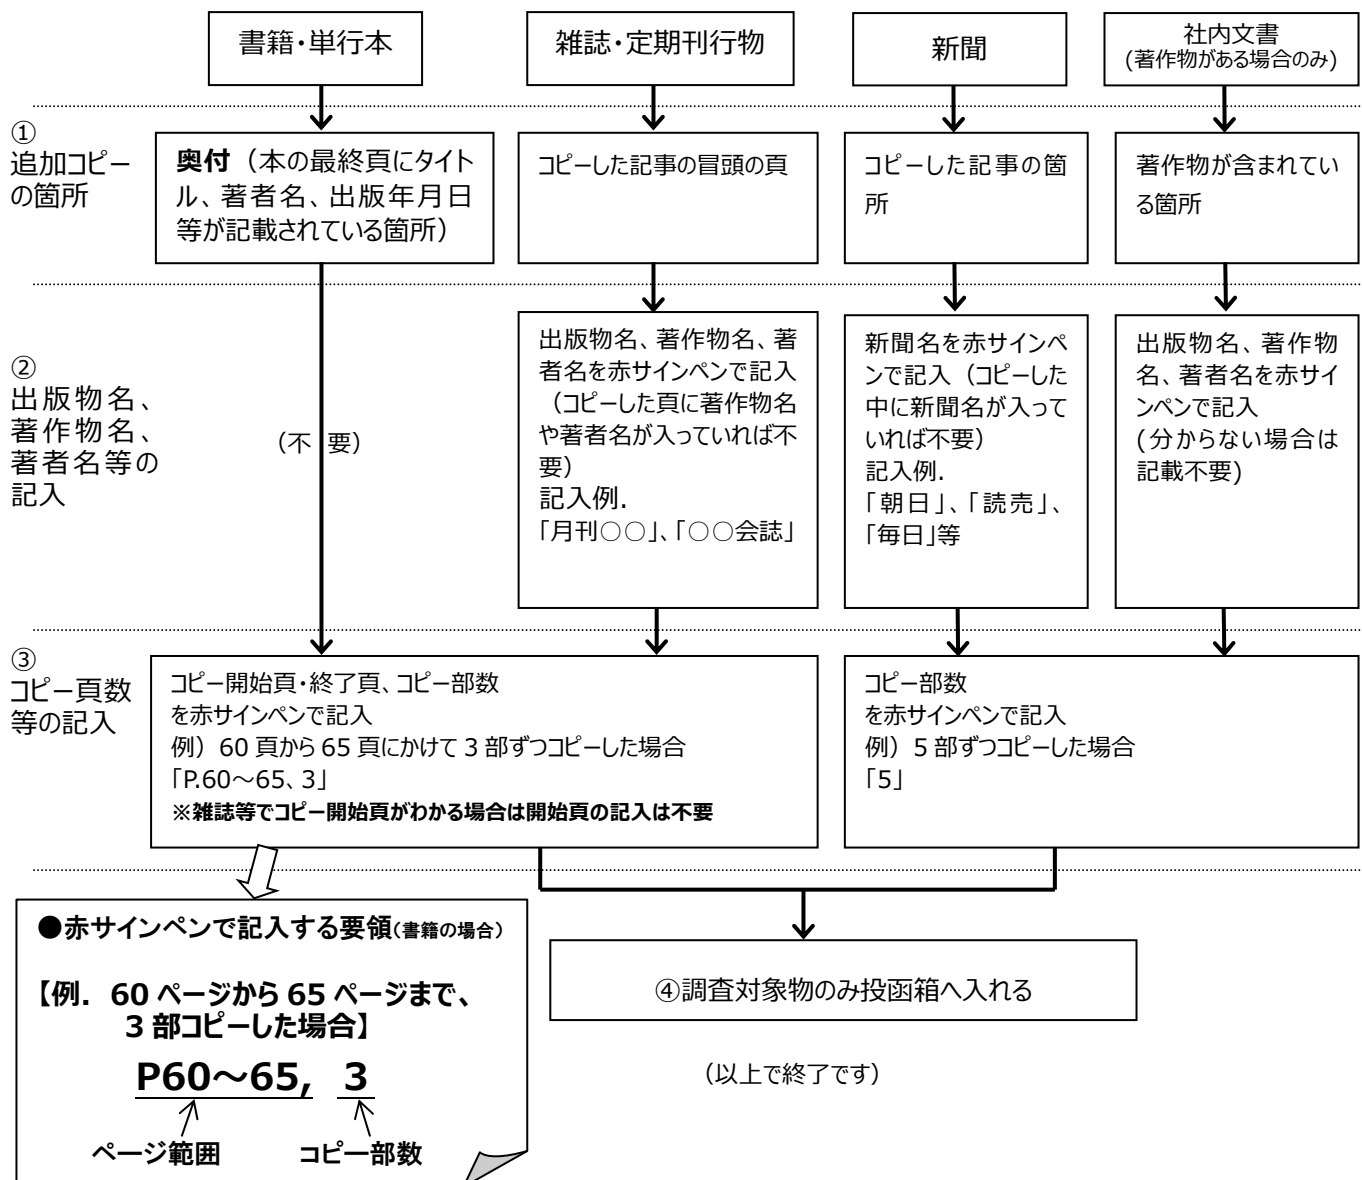 書籍・単行本
雑誌・定期刊行物
新聞
社内文書
(著作物がある場合のみ)
①
追加コピー
の箇所
奥付（本の最終頁にタイト
ル、著者名、出版年月日
等が記載されている箇所）
コピーした記事の冒頭の頁
コピーした記事の箇
所
著作物が含まれてい
る箇所
②
出版物名、
著作物名、
著者名等の
記入
（不 要）
出版物名、著作物名、著
者名を赤サインペンで記入
（コピーした頁に著作物名
や著者名が入っていれば不
要）
記入例．
「月刊○○」、「○○会誌」
新聞名を赤サインペ
ンで記入（コピーした
中に新聞名が入って
いれば不要）
記入例．
「朝日」、「読売」、
「毎日」等
出版物名、著作物
名、著者名を赤サイ
ンペンで記入
(分からない場合は
記載不要)
③
コピー頁数
等の記入
コピー開始頁・終了頁、コピー部数
を赤サインペンで記入
例）60 頁から 65 頁にかけて 3 部ずつコピーした場合
「P.60～65、3」
※雑誌等でコピー開始頁がわかる場合は開始頁の記入は不要
コピー部数
を赤サインペンで記入
例）5 部ずつコピーした場合
「5」
●赤サインペンで記入する要領(書籍の場合)
【例．60 ページから 65 ページまで、
3 部コピーした場合】
P60～65, 3
ページ範囲 コピー部数
④調査対象物のみ投函箱へ入れる
（以上で終了です）